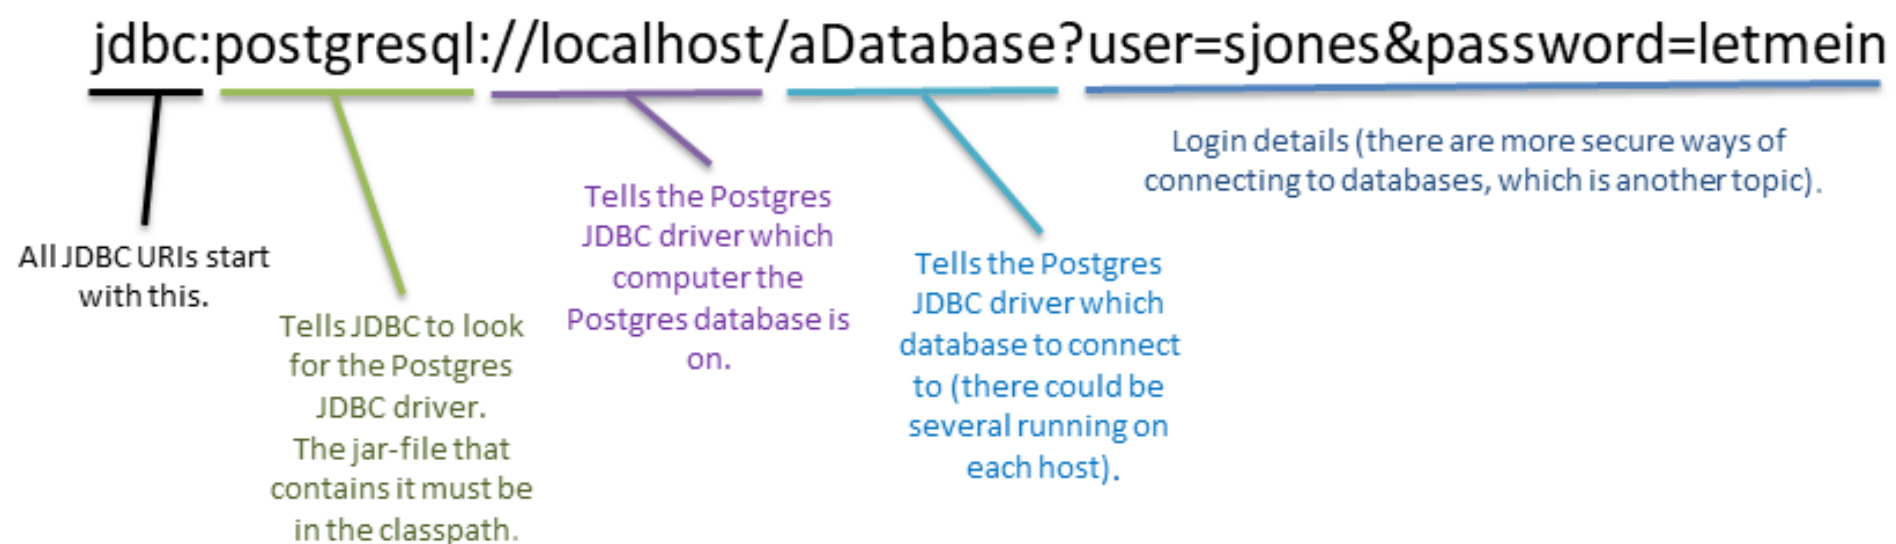 jdbc:postgresql://localhost/aDatabase?user=sjones&password=letmein
All JDBC URIs start
with this.
Tells JDBC to look
for the Postgres
JDBC driver.
The jar-file that
contains it must be
in the classpath.
Tells the Postgres
JDBC driver which
computer the
Postgres database is
on.
Tells the Postgres
JDBC driver which
database to connect
to (there could be
several running on
each host).
Login details (there are more secure ways of
connecting to databases, which is another topic).